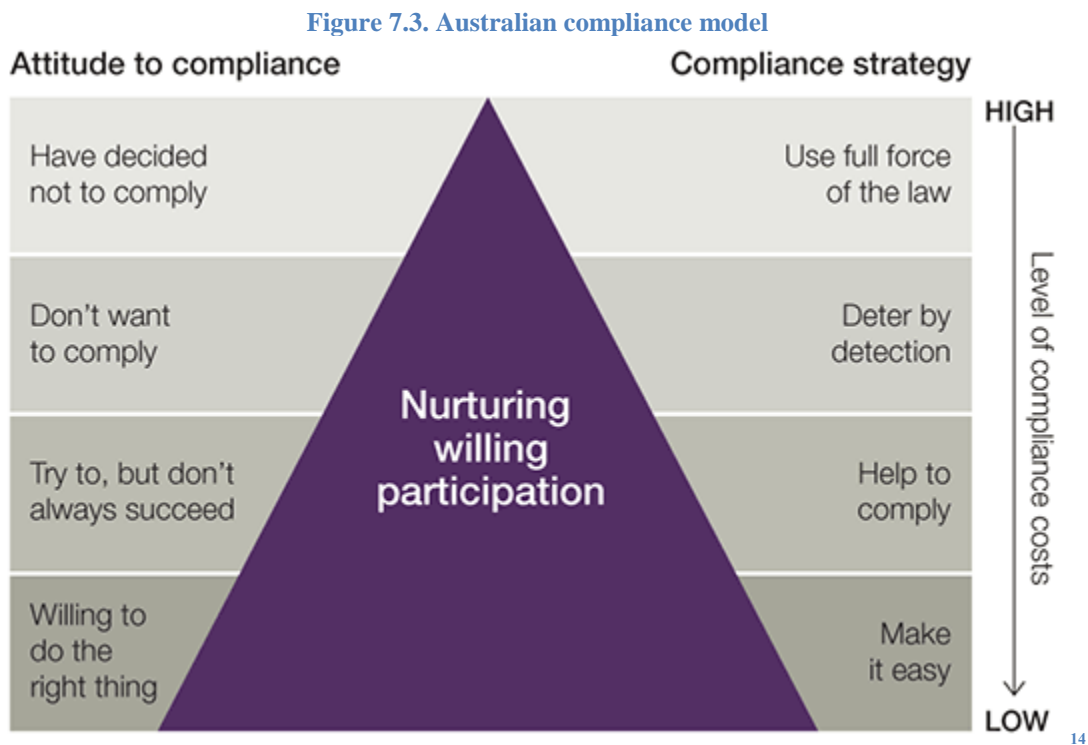 Figure 7.3. Australian compliance model
Attitude to compliance
Compliance strategy
HIGH
Have decided
not to comply
Use full force
of the law
Don't want
to comply
Deter by
detection
Nurturing
willing
participation
Try to, but don't
always succeed
Help to
comply
Willing to
do the
right thing
Make
it easy
Level of compliance costs
LOW
14